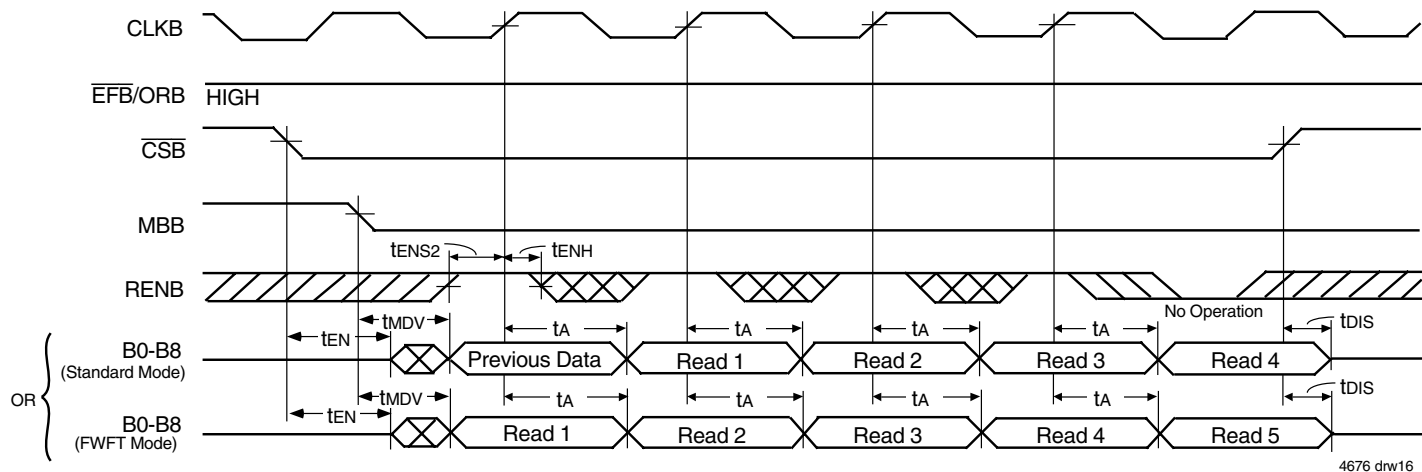 CLKB
EFB/ORB HIGH
CSB
MBB
tENS2 tENH
RENB
No Operation
tMDV tA tA tA tA tDIS
tEN
B0-B8 Previous Data Read 1 Read 2 Read 3 Read 4
(Standard Mode)
OR
tMDV tA tA tA tA tDIS
tEN
B0-B8 Read 1 Read 2 Read 3 Read 4 Read 5
(FWFT Mode)
4676 drw16